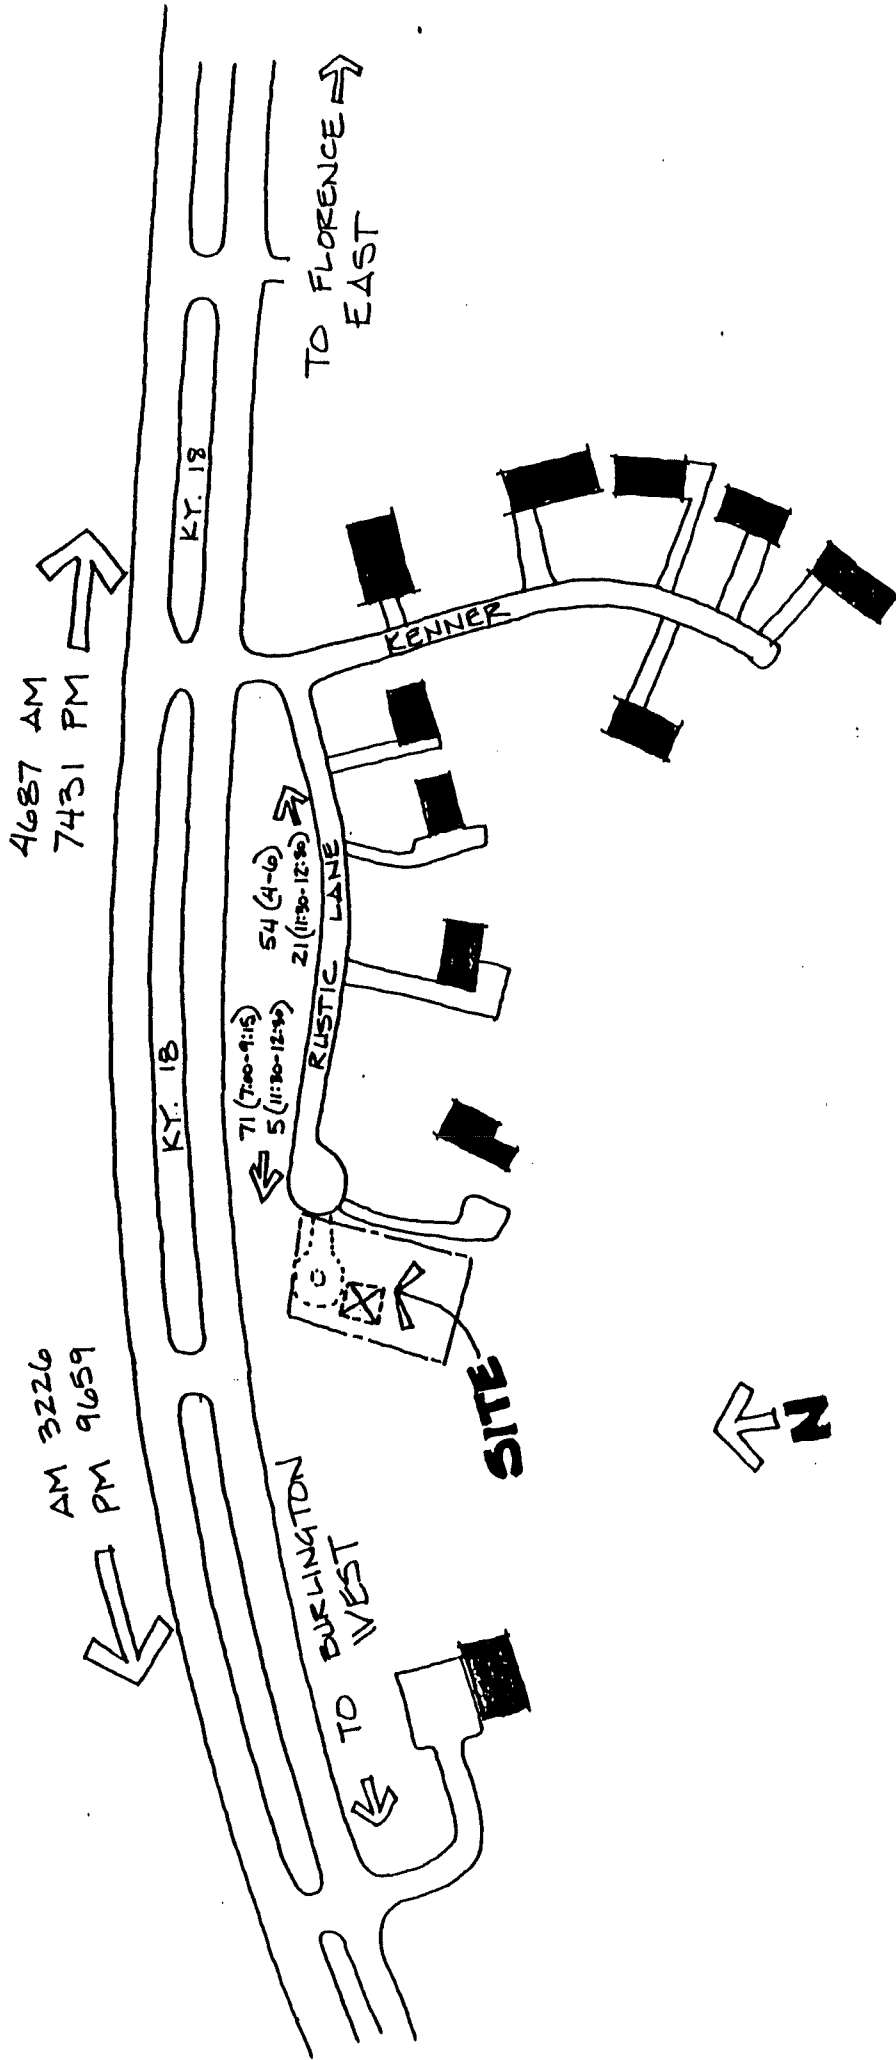 AM 3226
PM 9659
4687 AM
7431 PM
KY. 18
KY. 18
TO BURLINGTON
WEST
71 (7:00-9:15)
5 (11:30-12:30)
54 (4-6)
21 (11:30-12:30)
RUSTIC LANE
KENNER
TO FLORENCE
EAST
SITE
N